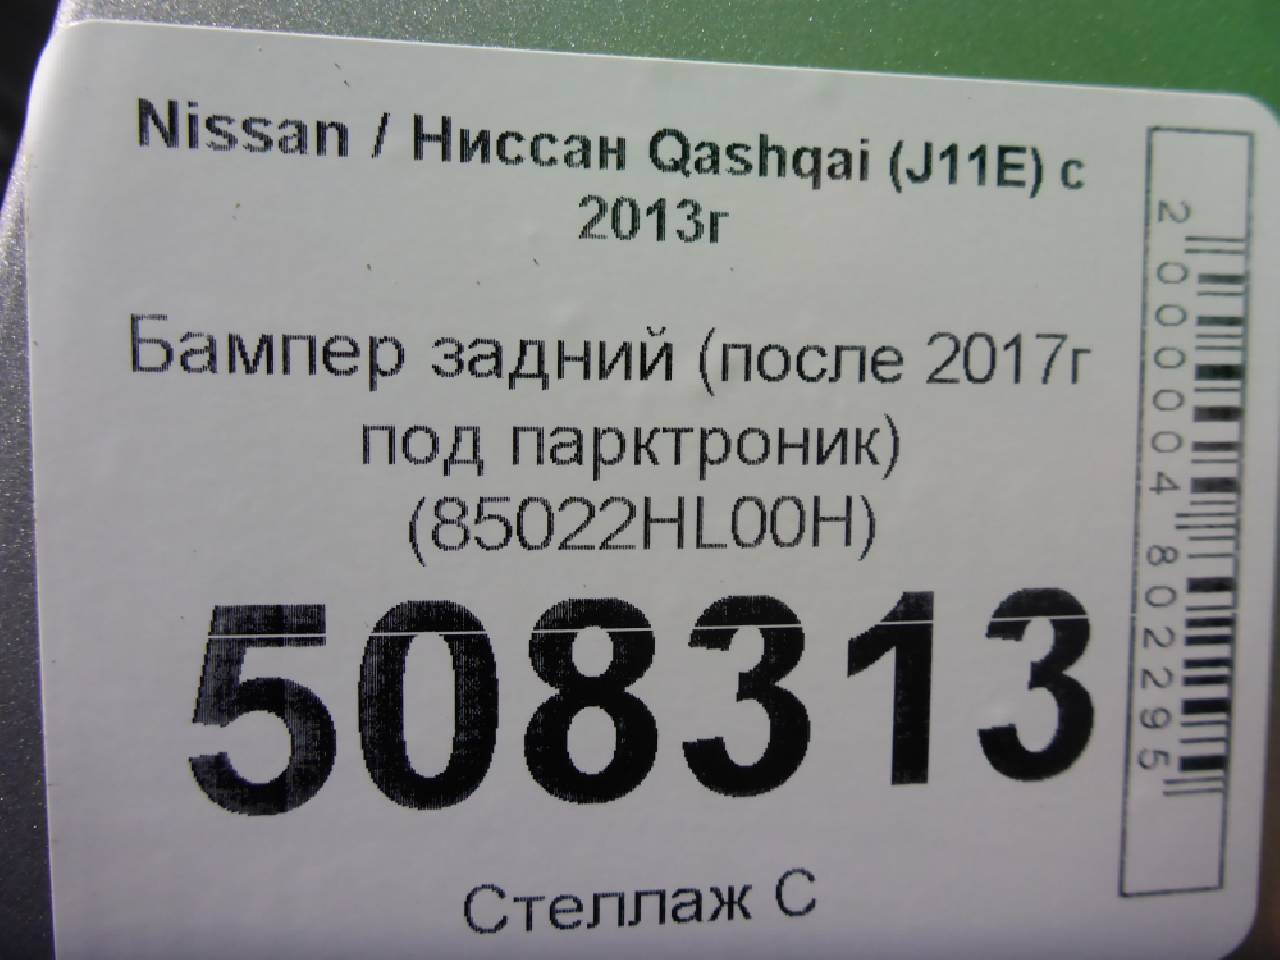 Nissan / Ниссан Qashqai (J11E) с
2013г
Бампер задний (после 2017г
под парктроник)
(85022HL00H)
508313
Стеллаж С
2000004802295